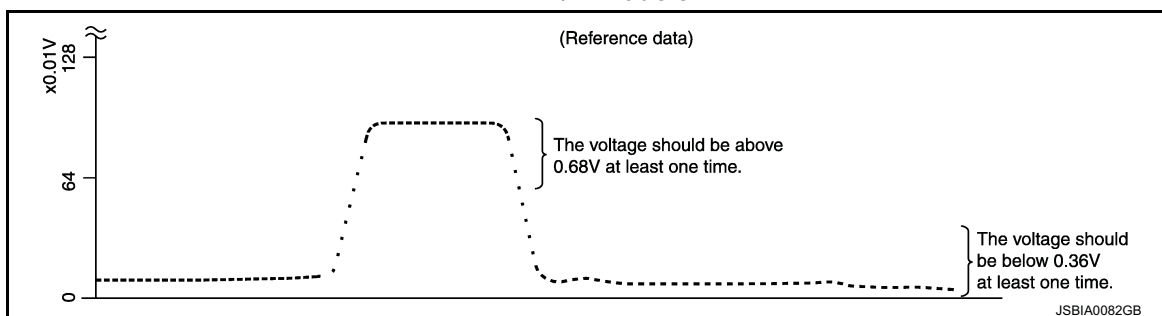 (Reference data)
x0.01V
128
64
0
The voltage should be above
0.68V at least one time.
The voltage should
be below 0.36V
at least one time.
JSBIA0082GB